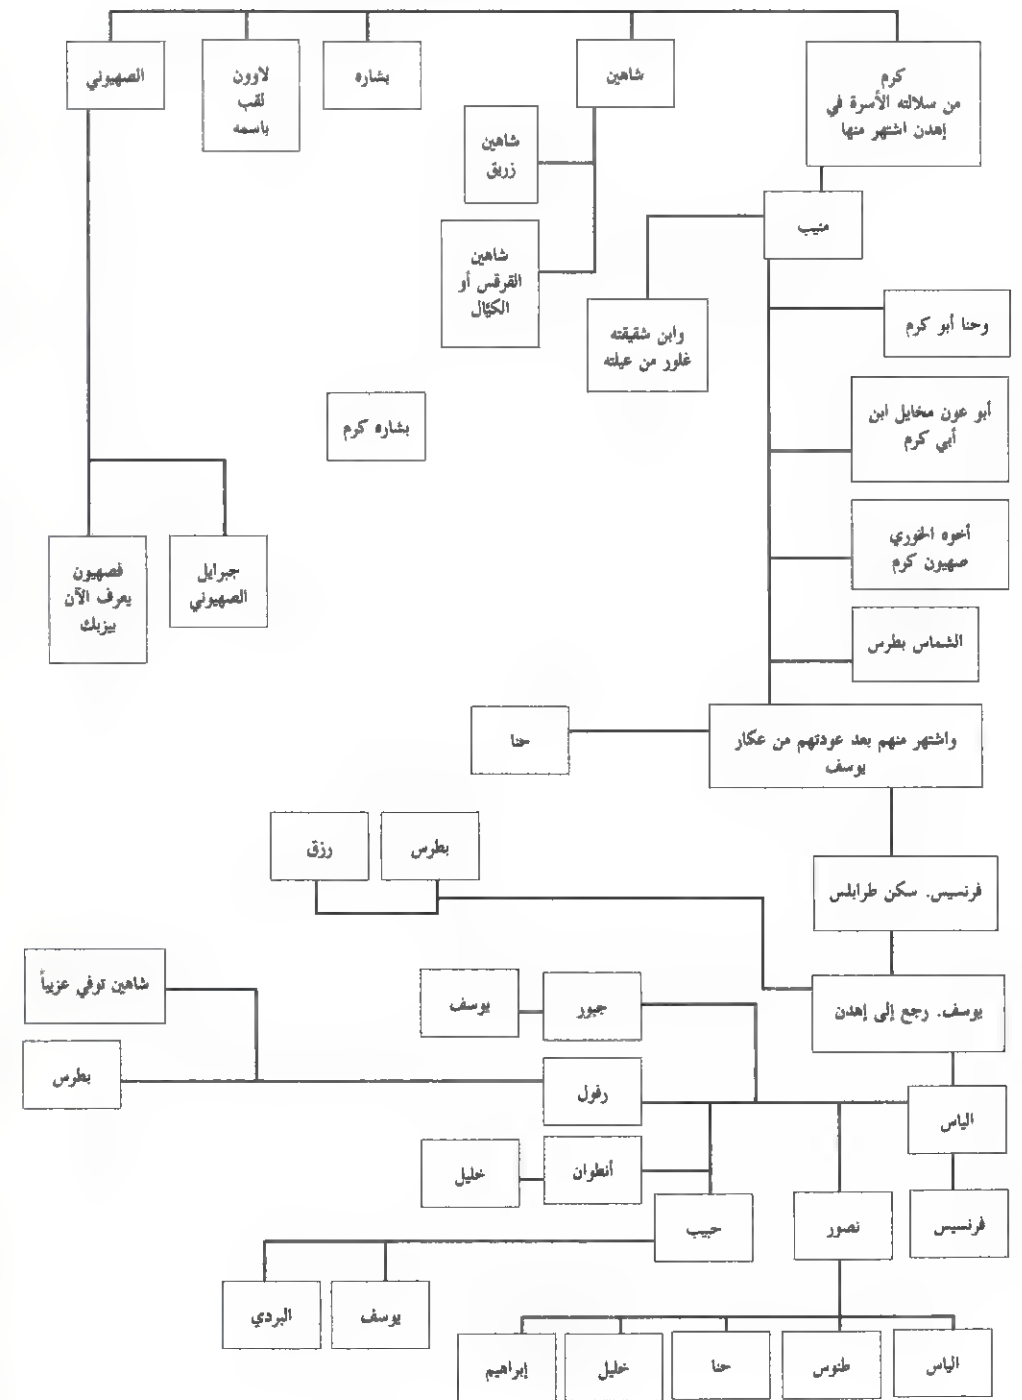 كرم
من سلالته الأسرة في
إهدن اشتهر منها
شاهين
بشاره
لاوون
لقب
باسمه
الصهيوني
شاهين
زريق
منيب
شاهين
القرقس أو
الكيّال
وابن شقيقته
غلور من عيلته
وحنا أبو كرم
أبو عون مخايل ابن
أبي كرم
بشاره كرم
أخوه الخوري
صهيون كرم
جبرايل
الصهيوني
فصهيون
يعرف الآن
بيزبك
الشماس بطرس
واشتهر منهم بعد عودتهم من عكار
يوسف
حنا
بطرس
رزق
فرنسيس. سكن طرابلس
يوسف. رجع إلى إهدن
جبور
يوسف
شاهين توفي عزبياً
رفول
بطرس
الياس
أنطوان
خليل
فرنسيس
نصور
حبيب
يوسف
البردي
الياس
طنوس
حنا
خليل
إبراهيم